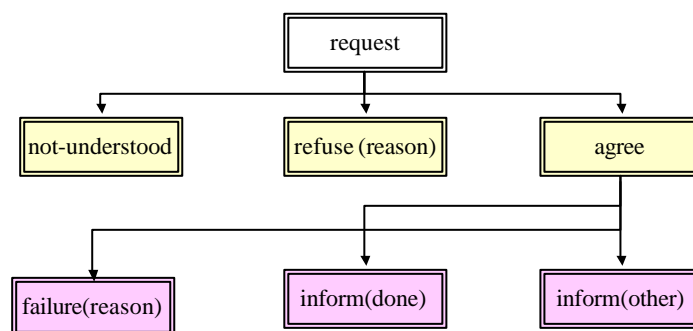 request
not-understood
refuse (reason)
agree
failure(reason)
inform(done)
inform(other)